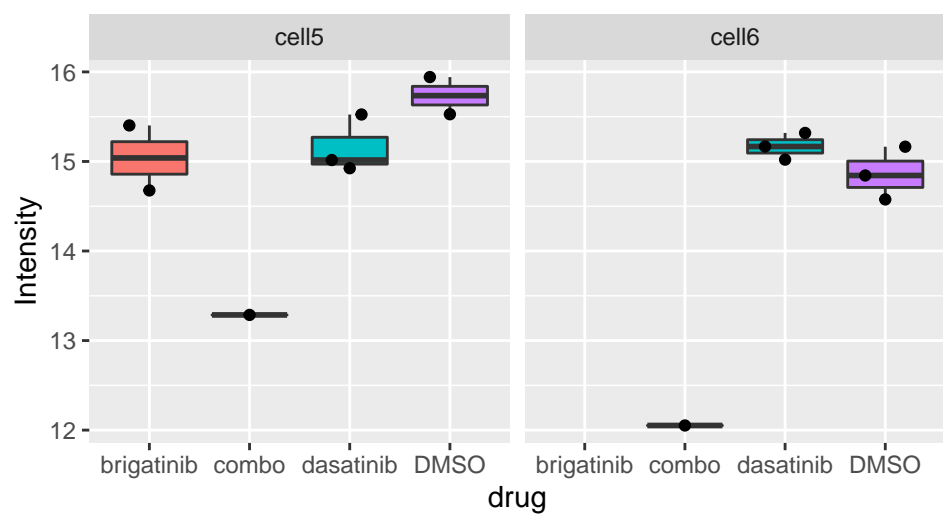 cell5 cell6
16
15
14
13
12
Intensity
brigatinib combo dasatinib DMSO brigatinib combo dasatinib DMSO
drug